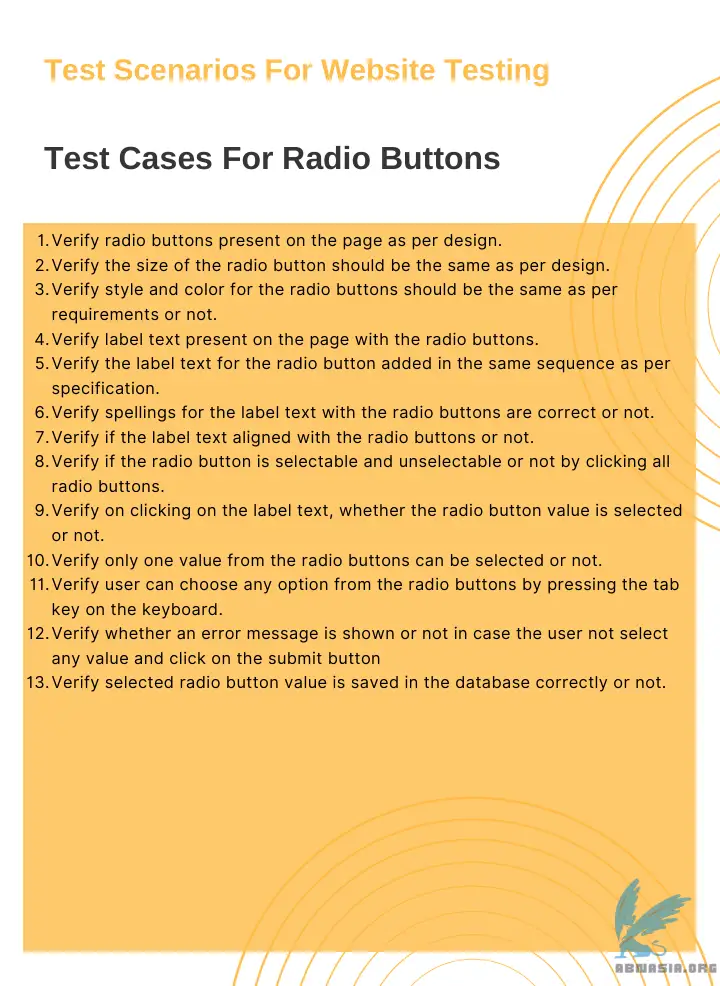 Test Scenarios For Website Testing
Test Cases For Radio Buttons
1. Verify radio buttons present on the page as per design.
2. Verify the size of the radio button should be the same as per design.
3. Verify style and color for the radio buttons should be the same as per
requirements or not.
4. Verify label text present on the page with the radio buttons.
5. Verify the label text for the radio button added in the same sequence as per
specification.
6. Verify spellings for the label text with the radio buttons are correct or not.
7. Verify if the label text aligned with the radio buttons or not.
8. Verify if the radio button is selectable and unselectable or not by clicking all
radio buttons.
9. Verify on clicking on the label text, whether the radio button value is selected
or not.
10. Verify only one value from the radio buttons can be selected or not.
11. Verify user can choose any option from the radio buttons by pressing the tab
key on the keyboard.
12. Verify whether an error message is shown or not in case the user not select
any value and click on the submit button
13. Verify selected radio button value is saved in the database correctly or not.
ABWASIA.ORG